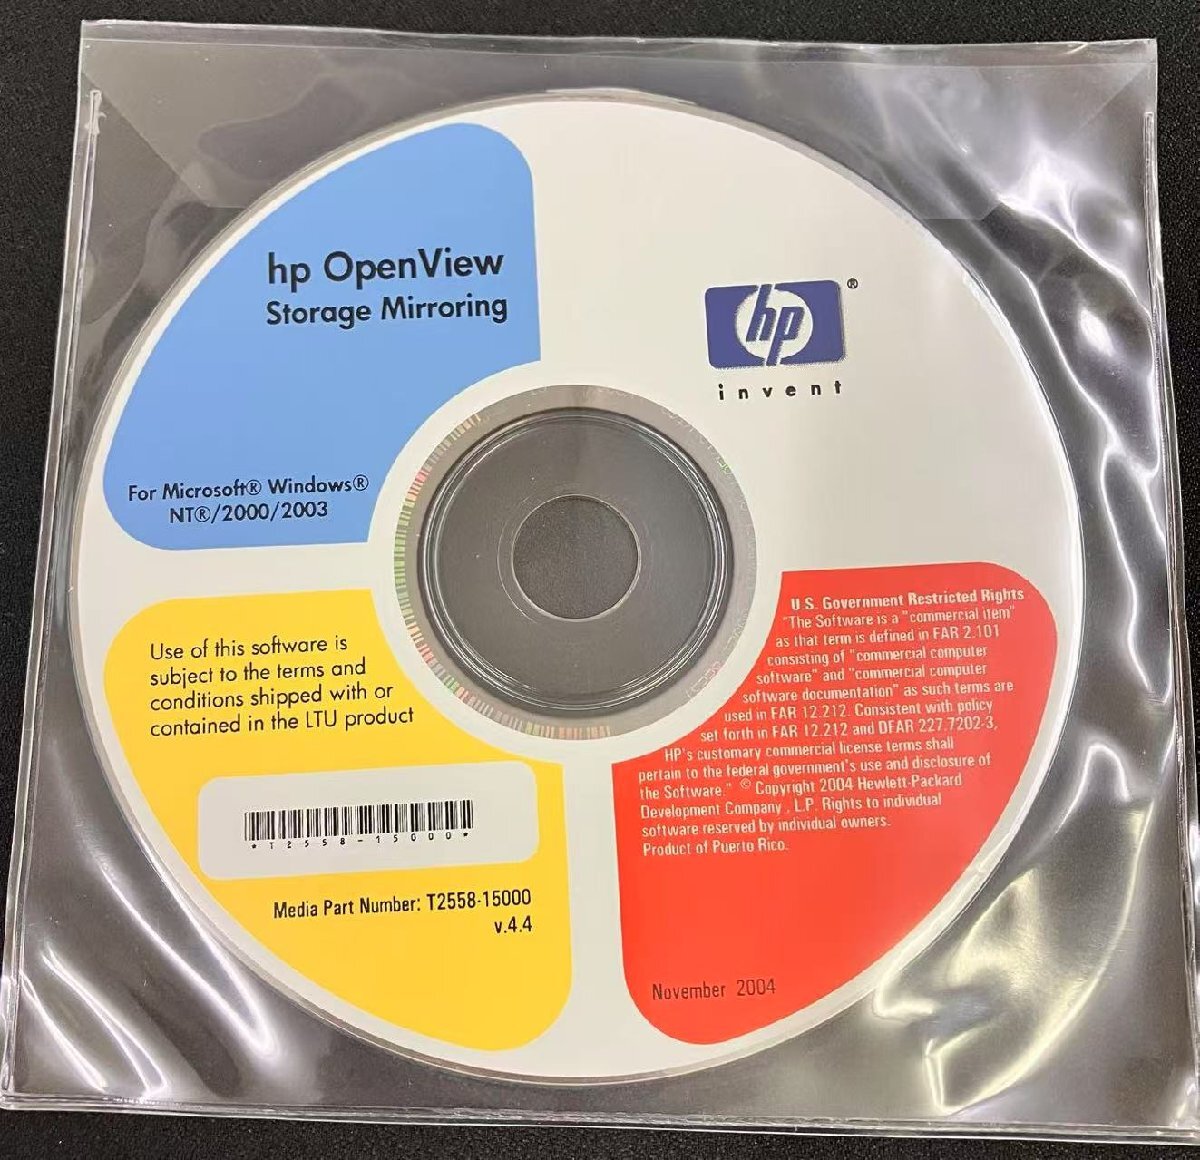 hp OpenView
Storage Mirroring
For Microsoft® Windows®
NT®/2000/2003
hp ®
invent
Use of this software is
subject to the terms and
conditions shipped with or
contained in the LTU product
*T2558-15000*
Media Part Number: T2558-15000
v.4.4
U.S. Government Restricted Rights
"The Software is a "commercial item"
as that term is defined in FAR 2.101
consisting of "commercial computer
software" and "commercial computer
software documentation" as such terms are
used in FAR 12.212. Consistent with policy
set forth in FAR 12.212 and DFAR 227.7202-3,
HP's customary commercial license terms shall
pertain to the federal government's use and disclosure of
the Software." © Copyright 2004 Hewlett-Packard
Development Company, L.P. Rights to individual
software reserved by individual owners.
Product of Puerto Rico.
November 2004